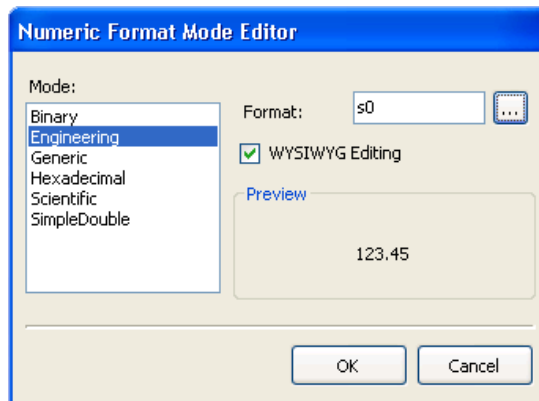 Numeric Format Mode Editor
Mode:
Binary
Engineering
Generic
Hexadecimal
Scientific
SimpleDouble
Format:
s0
...
WYSIWYG Editing
Preview
123.45
OK
Cancel